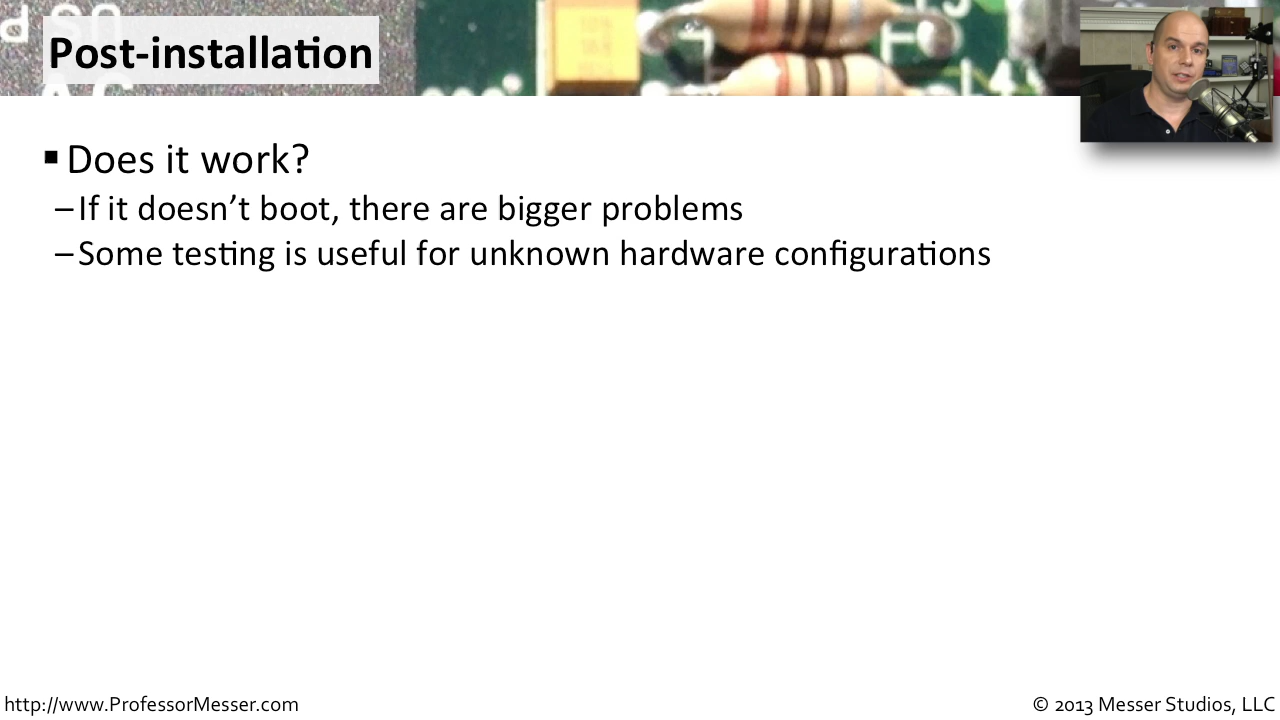 Post-installation
▪ Does it work?
– If it doesn’t boot, there are bigger problems
– Some testing is useful for unknown hardware configurations
http://www.ProfessorMesser.com
© 2013 Messer Studios, LLC